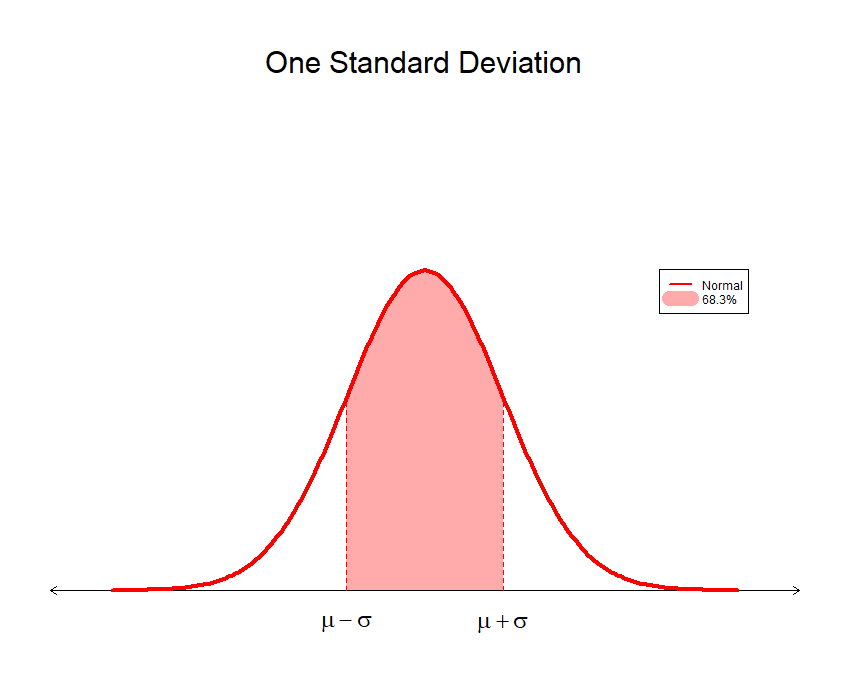 One Standard Deviation
Normal
68.3%
μ − σ
μ + σ